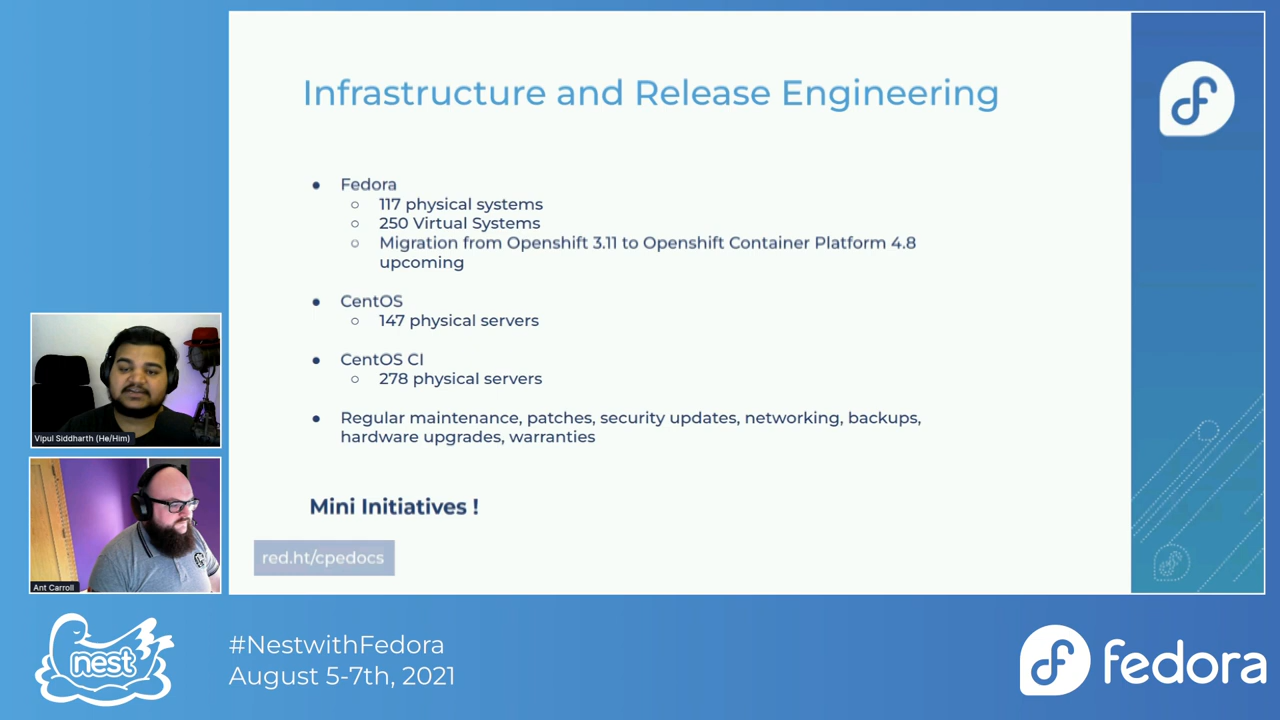 Infrastructure and Release Engineering
● Fedora
○ 117 physical systems
○ 250 Virtual Systems
○ Migration from Openshift 3.11 to Openshift Container Platform 4.8
upcoming
● CentOS
○ 147 physical servers
● CentOS CI
○ 278 physical servers
● Regular maintenance, patches, security updates, networking, backups,
hardware upgrades, warranties
Mini Initiatives !
red.ht/cpedocs
Vipul Siddharth (He/Him)
Ant Carroll
nest
#NestwithFedora
August 5-7th, 2021
fedora